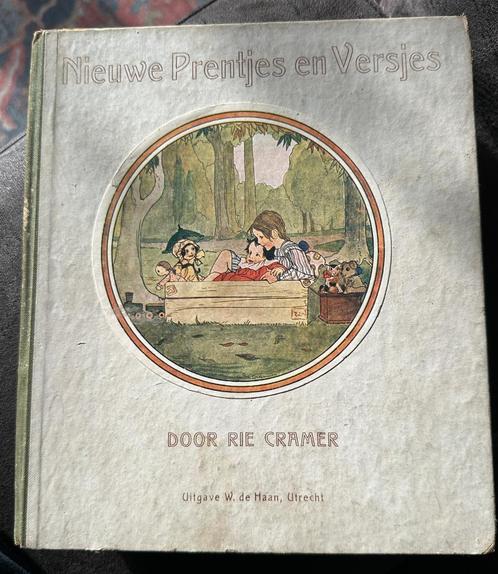 Nieuwe Prentjes en Versjes
DOOR RIE CRAMER
Uitgave W. de Haan, Utrecht